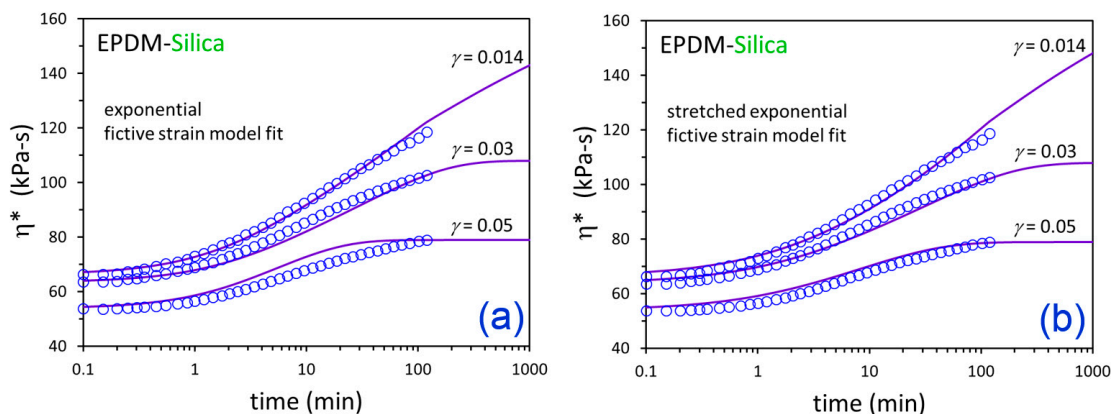 160
140
120
100
80
60
40
η* (kPa-s)
EPDM-Silica
exponential
fictive strain model fit
γ = 0.014
γ = 0.03
γ = 0.05
(a)
0.1 1 10 100 1000
time (min)
160
140
120
100
80
60
40
η* (kPa-s)
EPDM-Silica
stretched exponential
fictive strain model fit
γ = 0.014
γ = 0.03
γ = 0.05
(b)
0.1 1 10 100 1000
time (min)